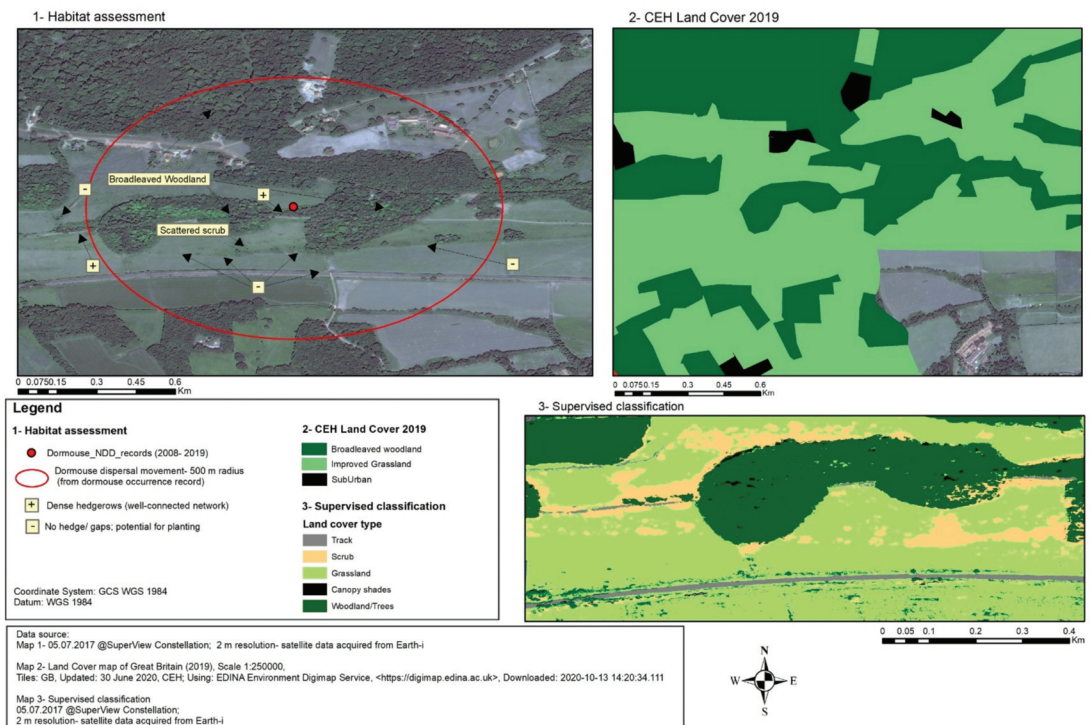 1- Habitat assessment
2- CEH Land Cover 2019
Broadleaved Woodland
-
+
Scattered scrub
+
-
-
0 0.075 0.15 0.3 0.45 0.6
Km
0 0.075 0.15 0.3 0.45 0.6
Km
Legend
1- Habitat assessment
Dormouse_NDD_records (2008- 2019)
Dormouse dispersal movement- 500 m radius
(from dormouse occurrence record)
+ Dense hedgerows (well-connected network)
- No hedge/ gaps; potential for planting
Coordinate System: GCS WGS 1984
Datum: WGS 1984
2- CEH Land Cover 2019
Broadleaved woodland
Improved Grassland
SubUrban
3- Supervised classification
Land cover type
Track
Scrub
Grassland
Canopy shades
Woodland/Trees
3- Supervised classification
0 0.05 0.1 0.2 0.3 0.4
Km
Data source:
Map 1- 05.07.2017 @SuperView Constellation; 2 m resolution- satellite data acquired from Earth-i
Map 2- Land Cover map of Great Britain (2019), Scale 1:250000,
Tiles: GB, Updated: 30 June 2020, CEH; Using: EDINA Environment Digimap Service, <https://digimap.edina.ac.uk>, Downloaded: 2020-10-13 14:20:34.111
Map 3- Supervised classification
05.07.2017 @SuperView Constellation;
2 m resolution- satellite data acquired from Earth-i
N
W E
S